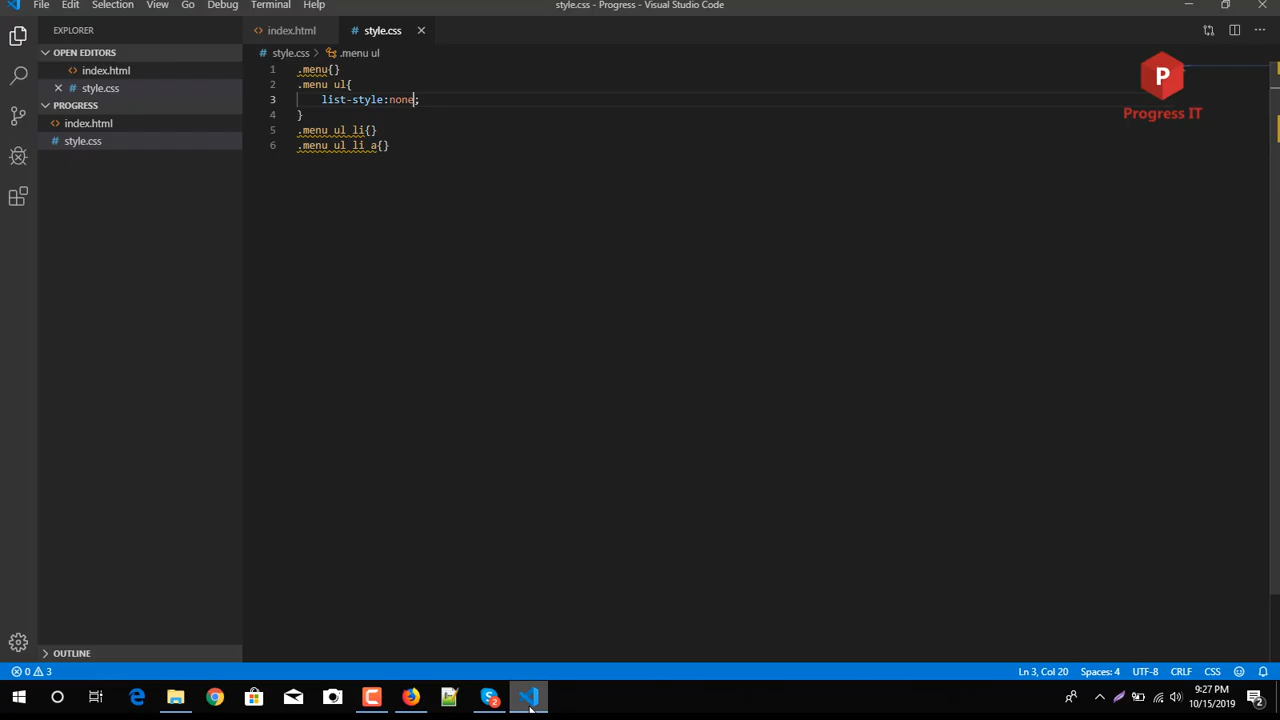 File Edit Selection View Go Debug Terminal Help
style.css - Progress - Visual Studio Code
EXPLORER
index.html
style.css
OPEN EDITORS
index.html
style.css
PROGRESS
index.html
style.css
style.css > .menu ul
1 .menu{}
2 .menu ul{
3 list-style:none;
4 }
5 .menu ul li{}
6 .menu ul li a{}
P
Progress IT
OUTLINE
0 3
Ln 3, Col 20 Spaces: 4 UTF-8 CRLF CSS
2
9:27 PM
10/15/2019
2